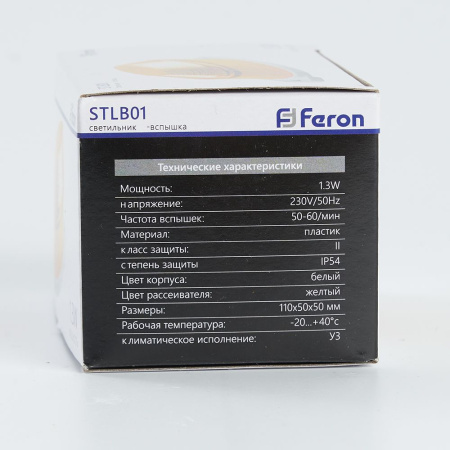 STLB01
светильник -вспышка
Feron
Технические характеристики
Мощность: 1.3W
напряжение: 230V/50Hz
Частота вспышек: 50-60/мин
Материал: пластик
класс защиты: II
степень защиты IP54
Цвет корпуса: белый
Цвет рассеивателя: желтый
Размеры: 110x50x50 мм
Рабочая температура: -20...+40°c
климатическое исполнение: У3